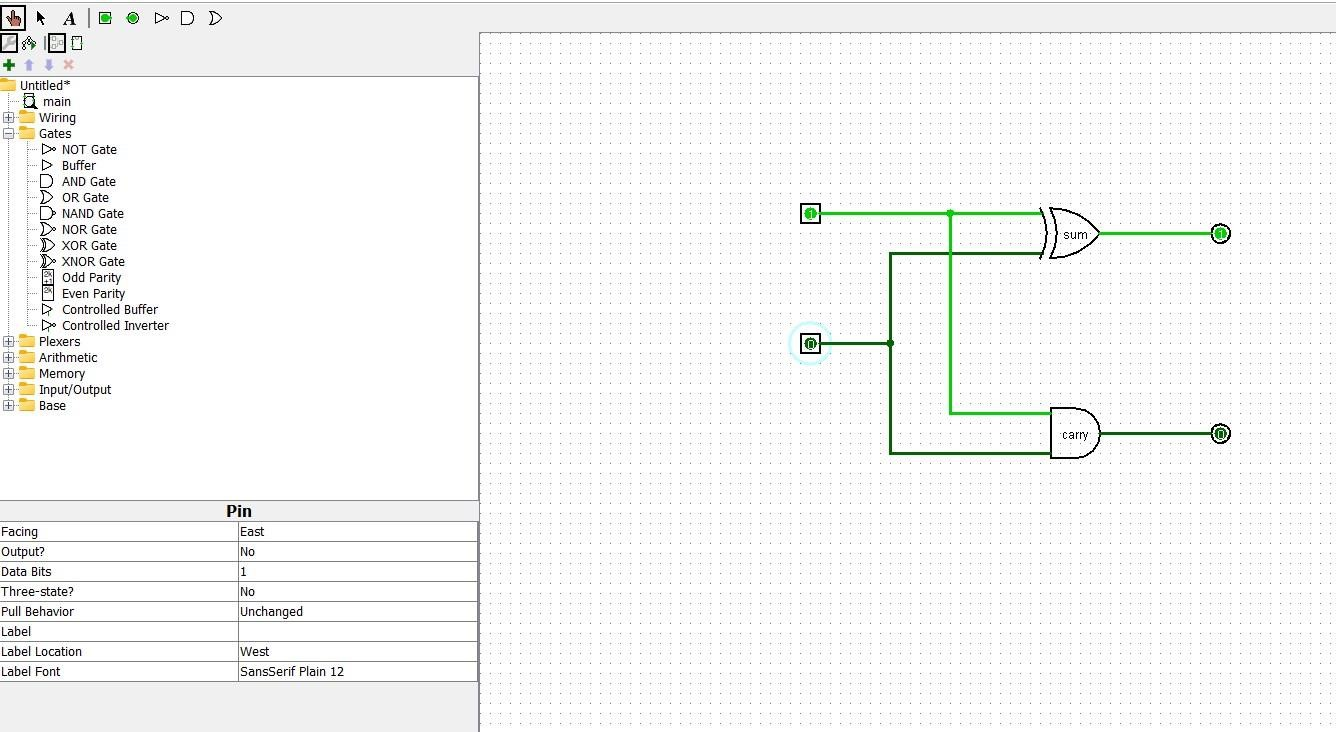 A
Untitled*
main
Wiring
Gates
NOT Gate
Buffer
AND Gate
OR Gate
NAND Gate
NOR Gate
XOR Gate
XNOR Gate
Odd Parity
Even Parity
Controlled Buffer
Controlled Inverter
Plexers
Arithmetic
Memory
Input/Output
Base
Pin
Facing East
Output? No
Data Bits 1
Three-state? No
Pull Behavior Unchanged
Label
Label Location West
Label Font SansSerif Plain 12
1
sum
1
0
carry
0